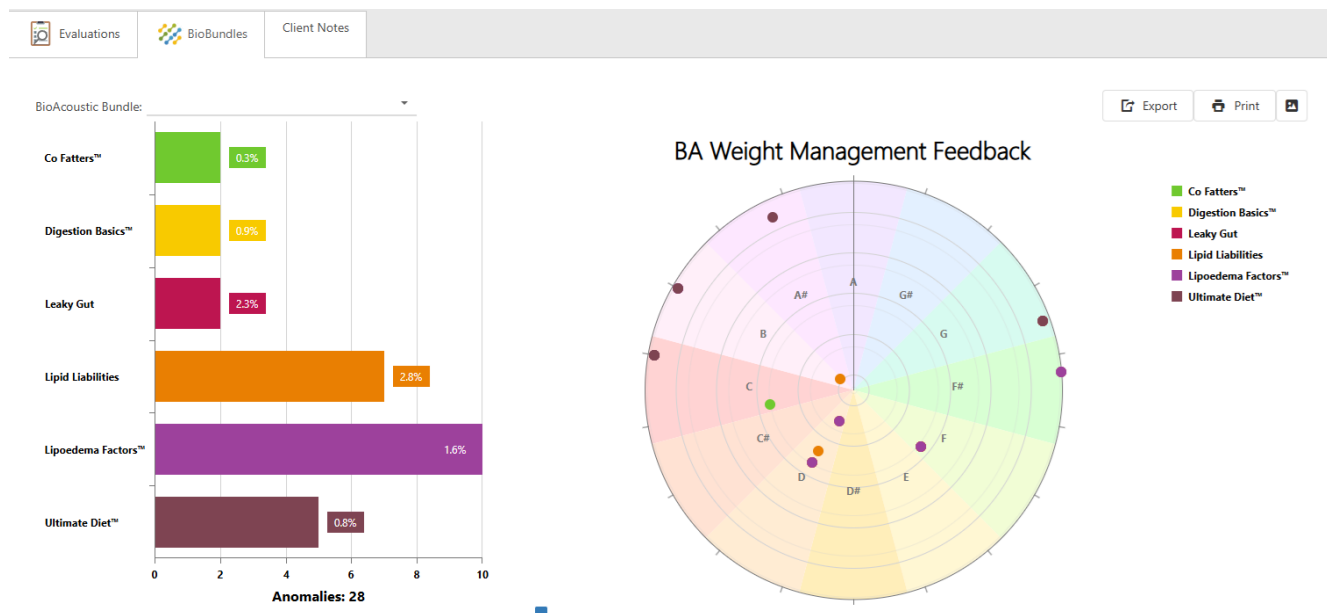 Evaluations
BioBundles
Client Notes
BioAcoustic Bundle:
Export
Print
Co Fatters™
0.3%
Digestion Basics™
0.9%
Leaky Gut
2.3%
Lipid Liabilities
2.8%
Lipoedema Factors™
1.6%
Ultimate Diet™
0.8%
0 2 4 6 8 10
Anomalies: 28
BA Weight Management Feedback
A
G#
G
F#
F
E
D#
D
C#
C
B
A#
Co Fatters™
Digestion Basics™
Leaky Gut
Lipid Liabilities
Lipoedema Factors™
Ultimate Diet™